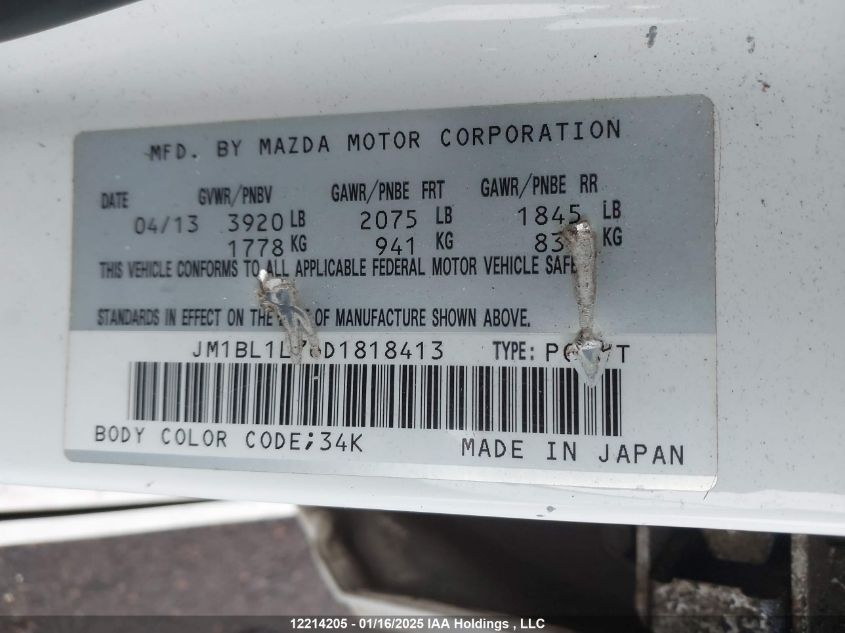 MFD. BY MAZDA MOTOR CORPORATION
DATE GVWR/PNBV GAWR/PNBE FRT GAWR/PNBE RR
04/13 3920 LB 2075 LB 1845 LB
1778 KG 941 KG KG
THIS VEHICLE CONFORMS TO ALL APPLICABLE FEDERAL MOTOR VEHICLE
STANDARDS IN EFFECT ON THE OF MANUFACTURE SHOWN ABOVE.
TYPE:
BODY COLOR CODE;34K MADE IN JAPAN
12214205 - 01/16/2025 IAA Holdings , LLC